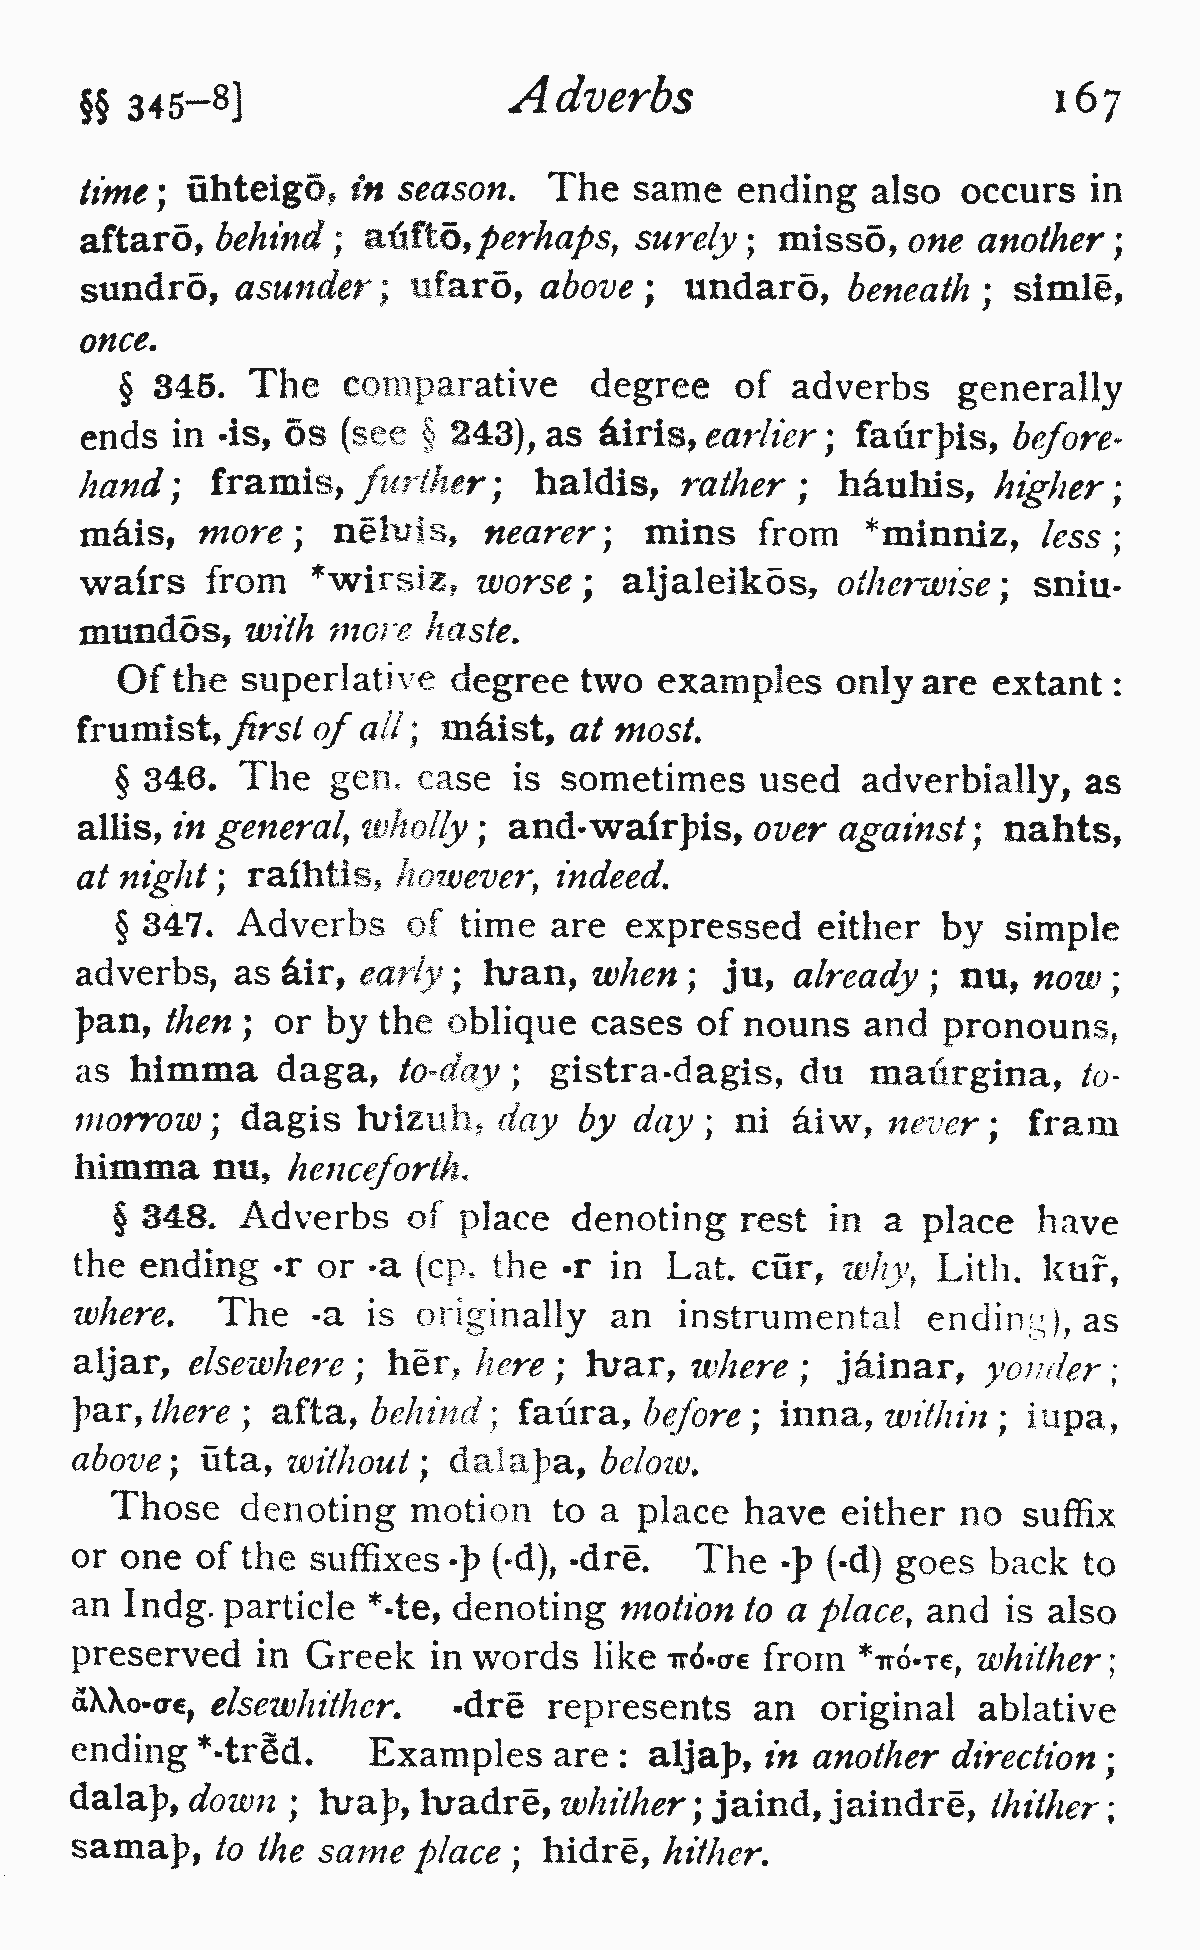 §§ 345–8] Adverbs 167
time; ūhteigō, in season. The same ending also occurs in
aftarō, behind; aúftō, perhaps, surely; missō, one another;
sundrō, asunder; ufarō, above; undarō, beneath; simlē,
once.
§ 345. The comparative degree of adverbs generally
ends in -is, ōs (see § 243), as áiris, earlier; faúrþis, before-
hand; framis, further; haldis, rather; háuhis, higher;
máis, more; nēƕis, nearer; mins from *minniz, less;
waírs from *wirsiz, worse; aljaleikōs, otherwise; sniu-
mundōs, with more haste.
Of the superlative degree two examples only are extant:
frumist, first of all; máist, at most.
§ 346. The gen. case is sometimes used adverbially, as
allis, in general, wholly; and-waírþis, over against; nahts,
at night; raíhtis, however, indeed.
§ 347. Adverbs of time are expressed either by simple
adverbs, as áir, early; ƕan, when; ju, already; nu, now;
þan, then; or by the oblique cases of nouns and pronouns,
as himma daga, to-day; gistra-dagis, du maúrgina, to-
morrow; dagis ƕizuh, day by day; ni áiw, never; fram
himma nu, henceforth.
§ 348. Adverbs of place denoting rest in a place have
the ending -r or -a (cp. the -r in Lat. cūr, why, Lith. kur̃,
where. The -a is originally an instrumental ending), as
aljar, elsewhere; hēr, here; ƕar, where; jáinar, yonder;
þar, there; afta, behind; faúra, before; inna, within; iupa,
above; ūta, without; dalaþa, below.
Those denoting motion to a place have either no suffix
or one of the suffixes -þ (-d), -drē. The -þ (-d) goes back to
an Indg. particle *-te, denoting motion to a place, and is also
preserved in Greek in words like πό-σε from *πό-τε, whither;
ἄλλο-σε, elsewhither. -drē represents an original ablative
ending *-trē̃d. Examples are: aljaþ, in another direction;
dalaþ, down; ƕaþ, ƕadrē, whither; jaind, jaindrē, thither;
samaþ, to the same place; hidrē, hither.